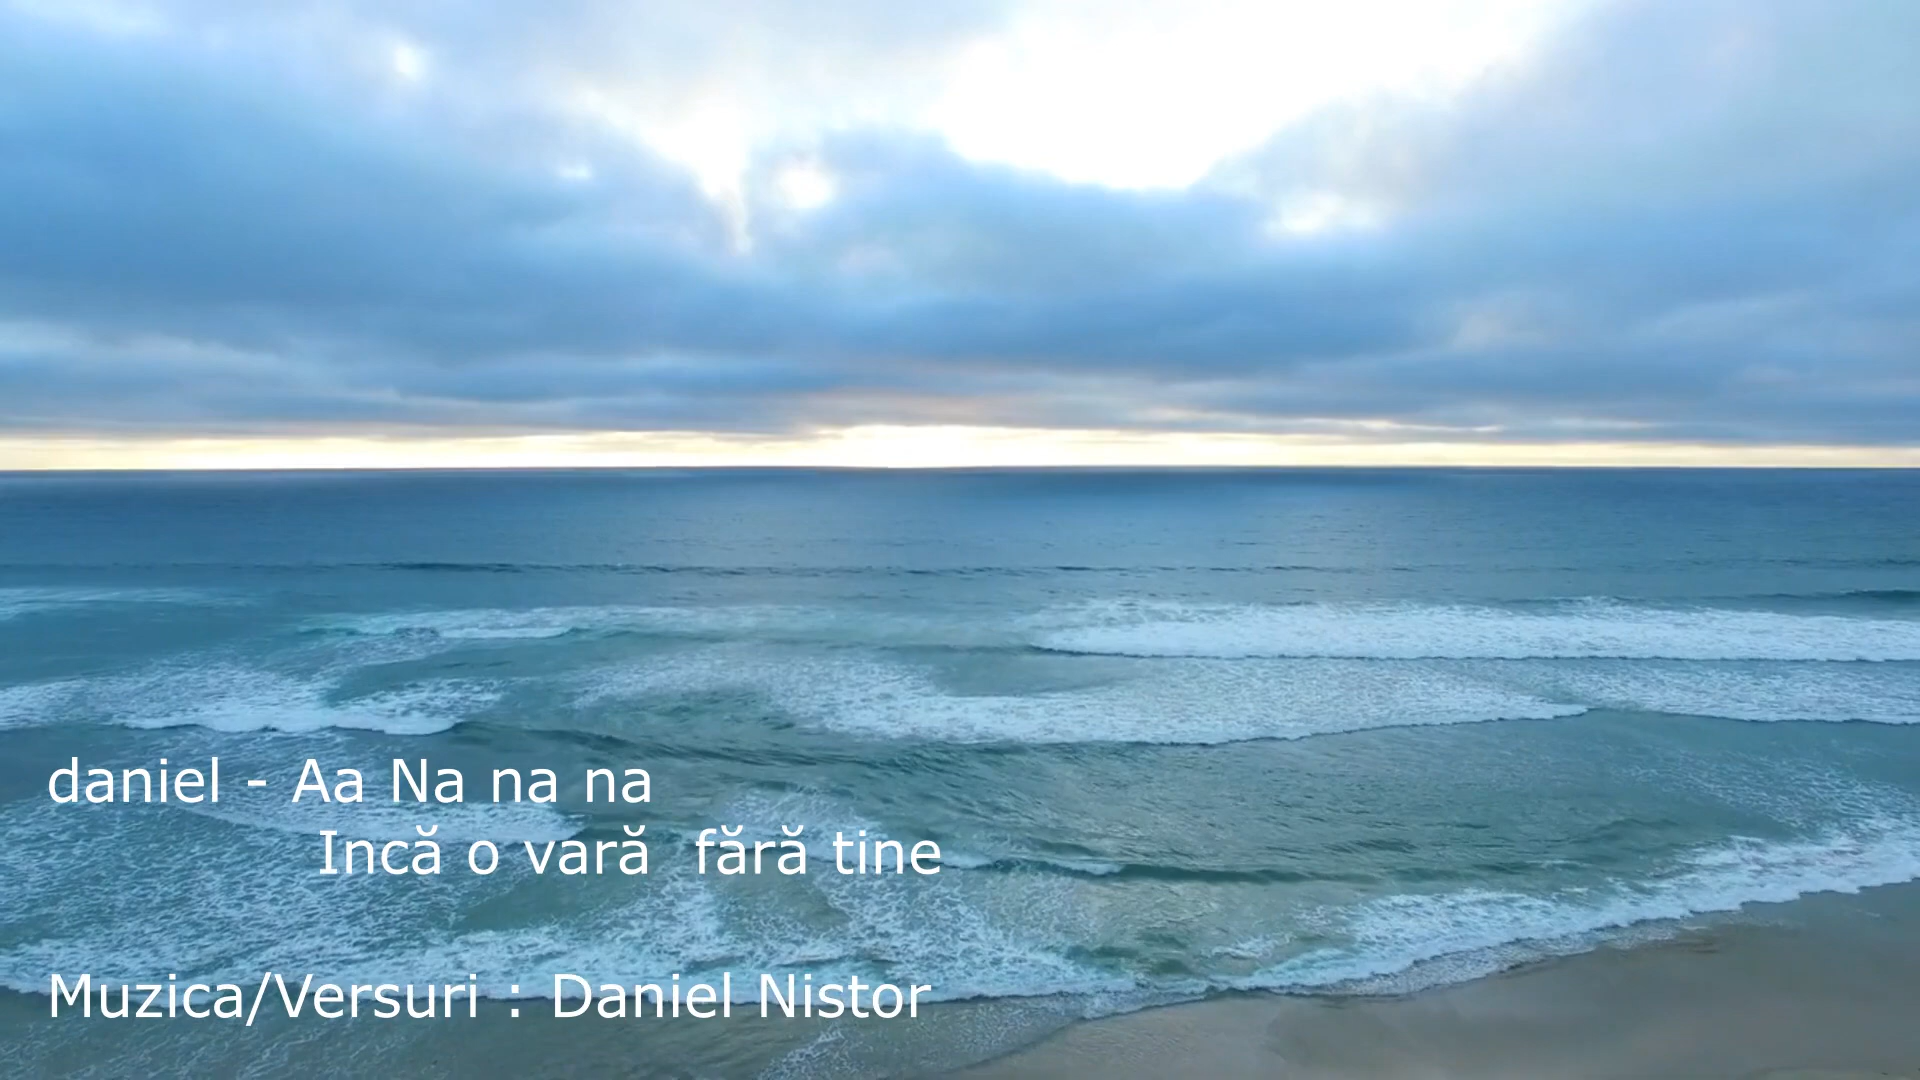 daniel - Aa Na na na
Incă o vară fără tine
Muzica/Versuri : Daniel Nistor